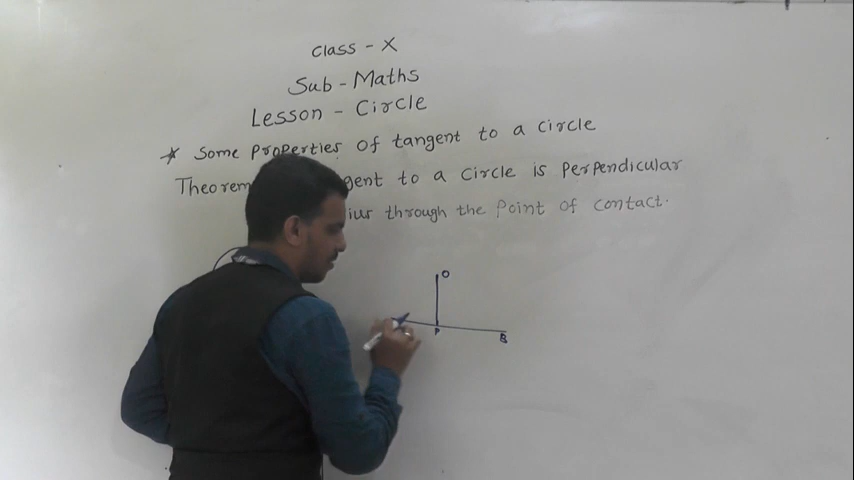 Class - X
Sub - Maths
Lesson - Circle
* Some Properties of tangent to a circle
Theorem to a circle is perpendicular
through the point of contact.
O
P
B